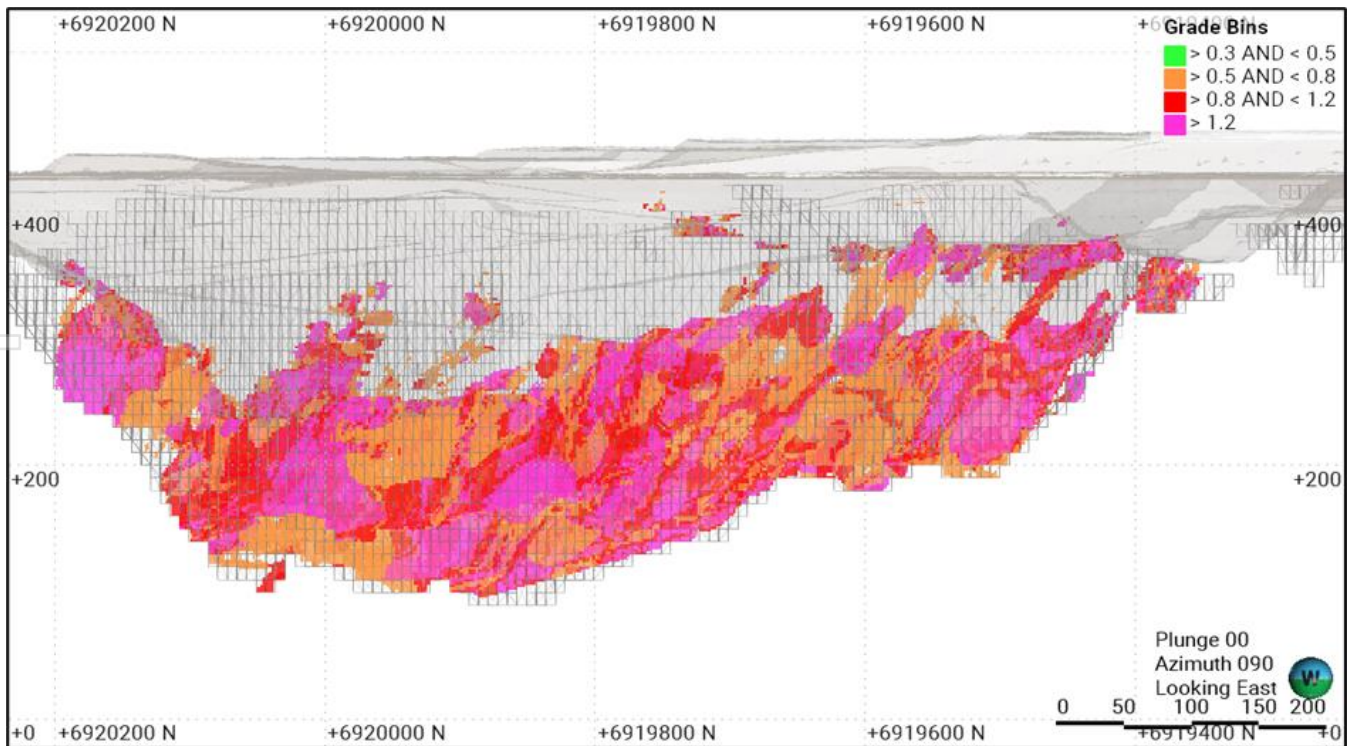 +6920200 N +6920000 N +6919800 N +6919600 N +6919400 N
Grade Bins
> 0.3 AND < 0.5
> 0.5 AND < 0.8
> 0.8 AND < 1.2
> 1.2
+400 +400
+200 +200
Plunge 00
Azimuth 090
Looking East
W
0 50 100 150 200
+0 +6920200 N +6920000 N +6919800 N +6919600 N +6919400 N +0